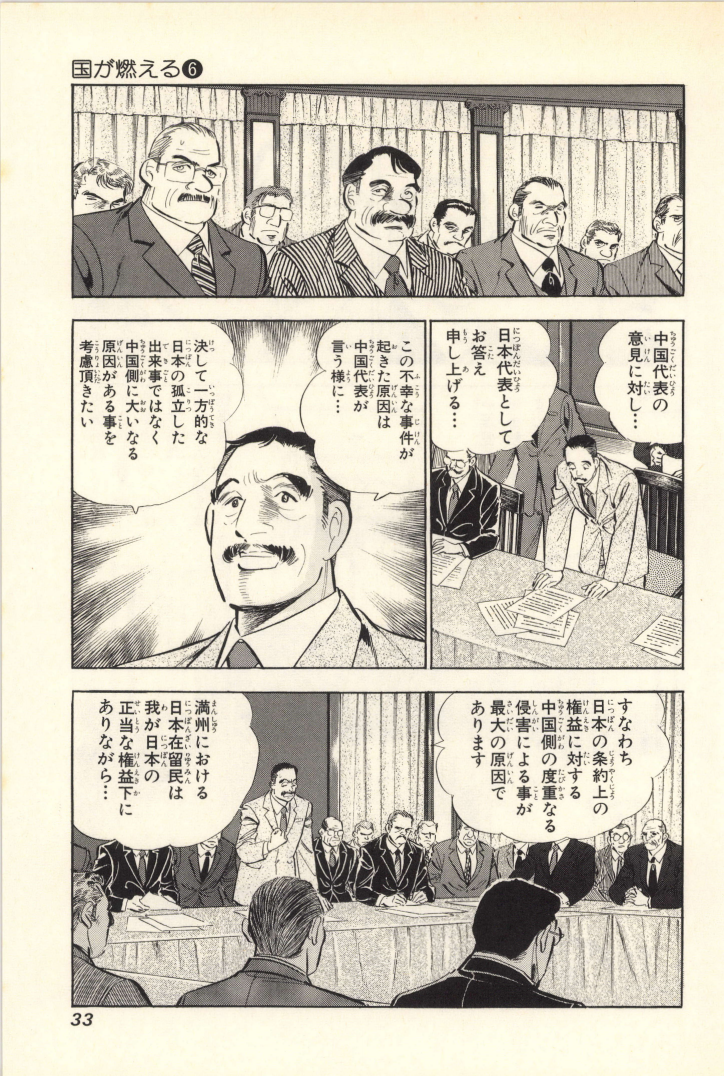 国が燃える❻
中国代表の
意見に対し…
日本代表として
お答え
申し上げる…
この不幸な事件が
起きた原因は
中国代表が
言う様に…
決して一方的な
日本の孤立した
出来事ではなく
中国側に大いなる
原因がある事を
考慮頂きたい
すなわち
日本の条約上の
権益に対する
中国側の度重なる
侵害による事が
最大の原因で
あります
満州における
日本在留民は
我が日本の
正当な権益下に
ありながら…
33